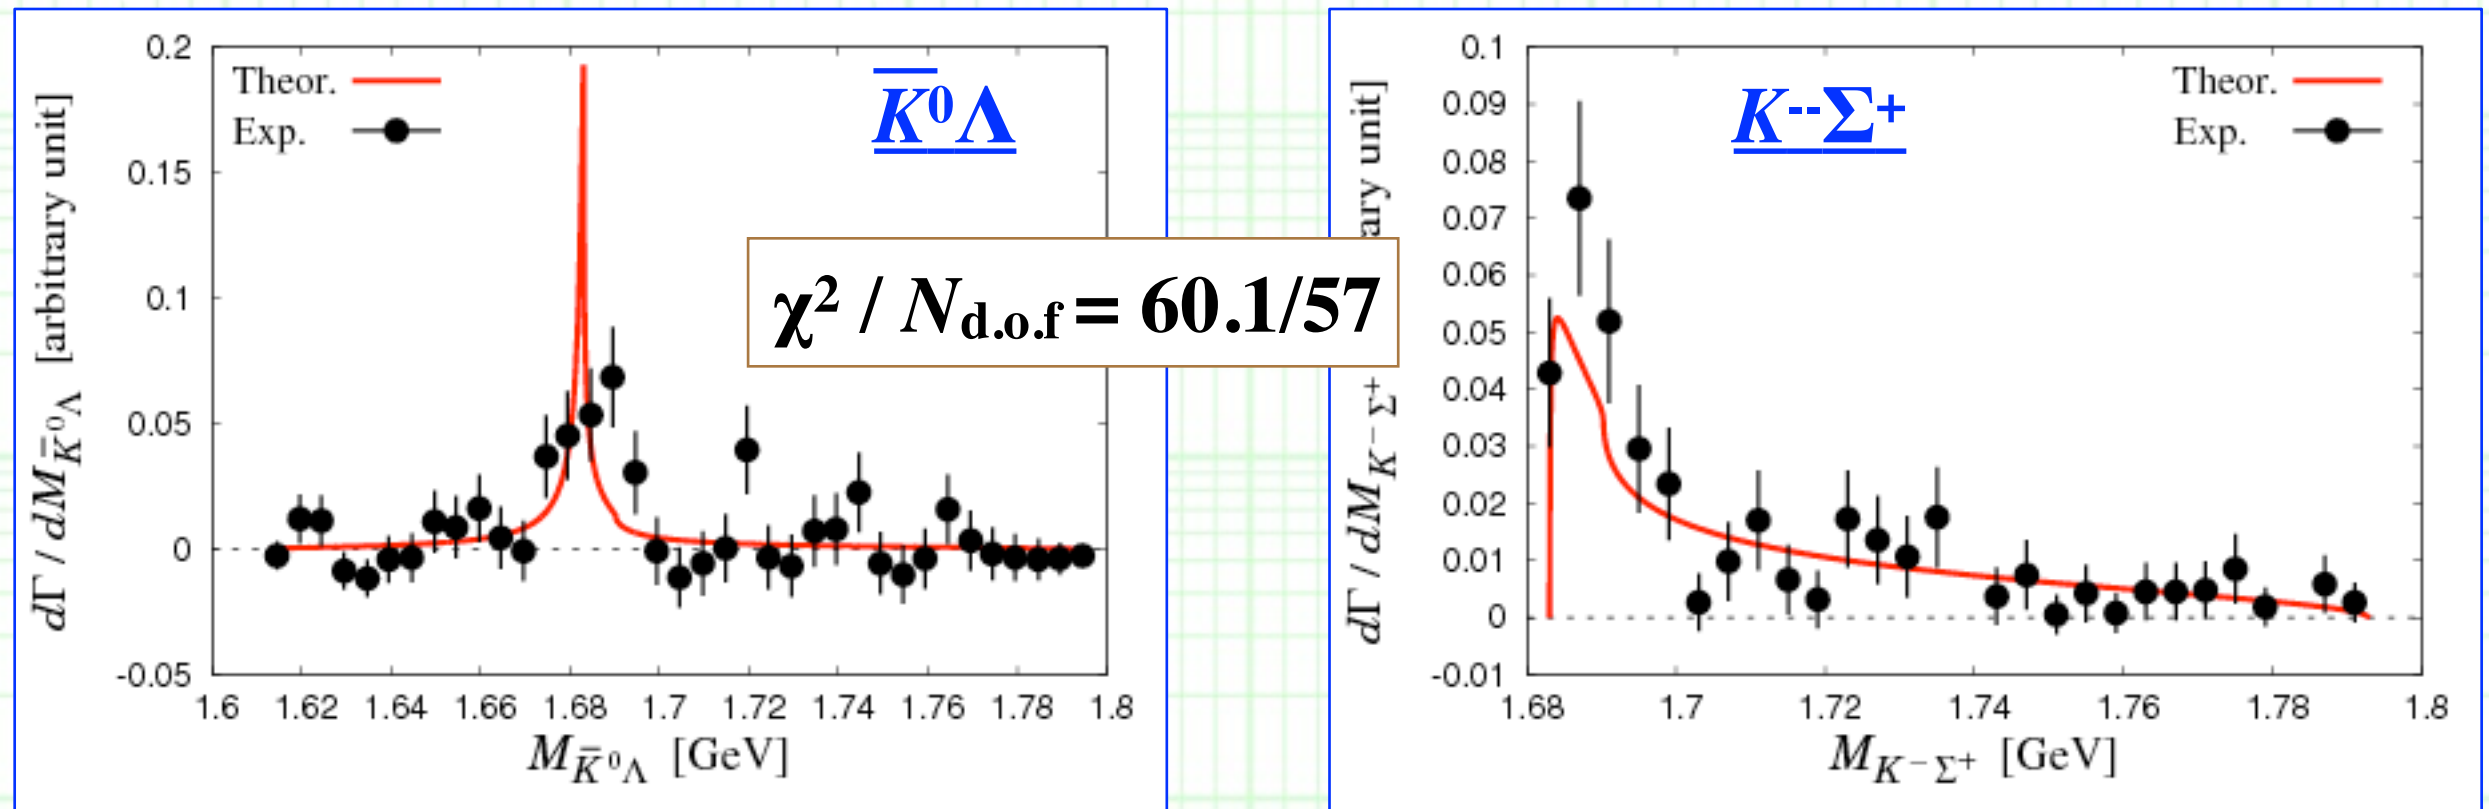 0.2
0.15
0.1
0.05
0
-0.05
Theor.
Exp.
K̅⁰Λ
dΓ / dM_K̅⁰Λ [arbitrary unit]
1.6 1.62 1.64 1.66 1.68 1.7 1.72 1.74 1.76 1.78 1.8
M_K̅⁰Λ [GeV]
χ² / N_d.o.f = 60.1/57
0.1
0.09
0.08
0.07
0.06
0.05
0.04
0.03
0.02
0.01
0
-0.01
K--Σ⁺
Theor.
Exp.
dΓ / dM_K⁻Σ⁺ ary unit]
1.68 1.7 1.72 1.74 1.76 1.78 1.8
M_K⁻Σ⁺ [GeV]